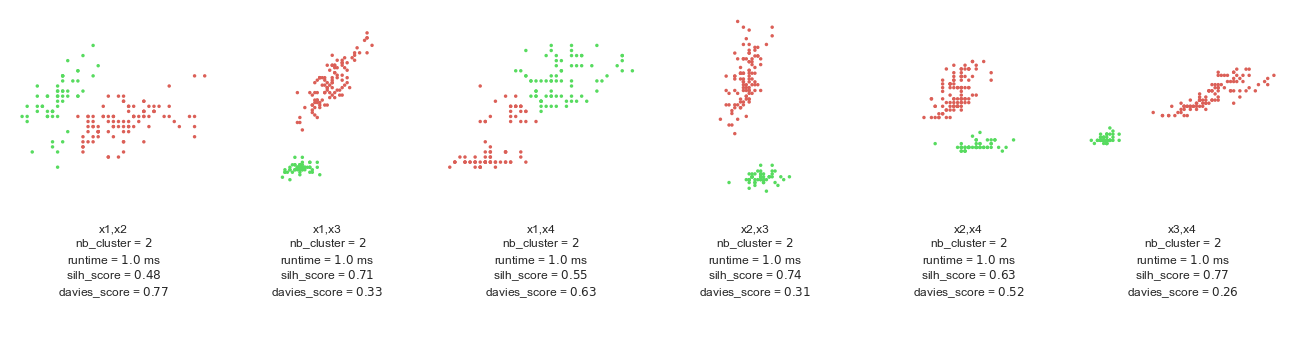 x1,x2
nb_cluster = 2
runtime = 1.0 ms
silh_score = 0.48
davies_score = 0.77
x1,x3
nb_cluster = 2
runtime = 1.0 ms
silh_score = 0.71
davies_score = 0.33
x1,x4
nb_cluster = 2
runtime = 1.0 ms
silh_score = 0.55
davies_score = 0.63
x2,x3
nb_cluster = 2
runtime = 1.0 ms
silh_score = 0.74
davies_score = 0.31
x2,x4
nb_cluster = 2
runtime = 1.0 ms
silh_score = 0.63
davies_score = 0.52
x3,x4
nb_cluster = 2
runtime = 1.0 ms
silh_score = 0.77
davies_score = 0.26